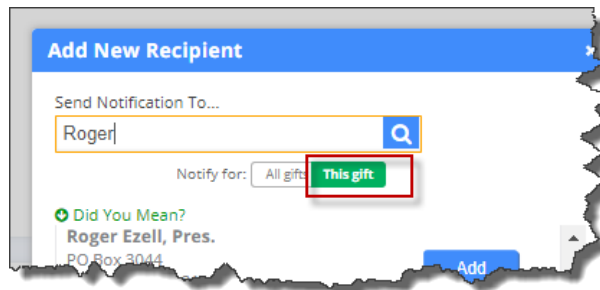 Add New Recipient
Send Notification To...
Roger
Notify for: All gifts This gift
Did You Mean?
Roger Ezell, Pres.
PO Box 3044
Add